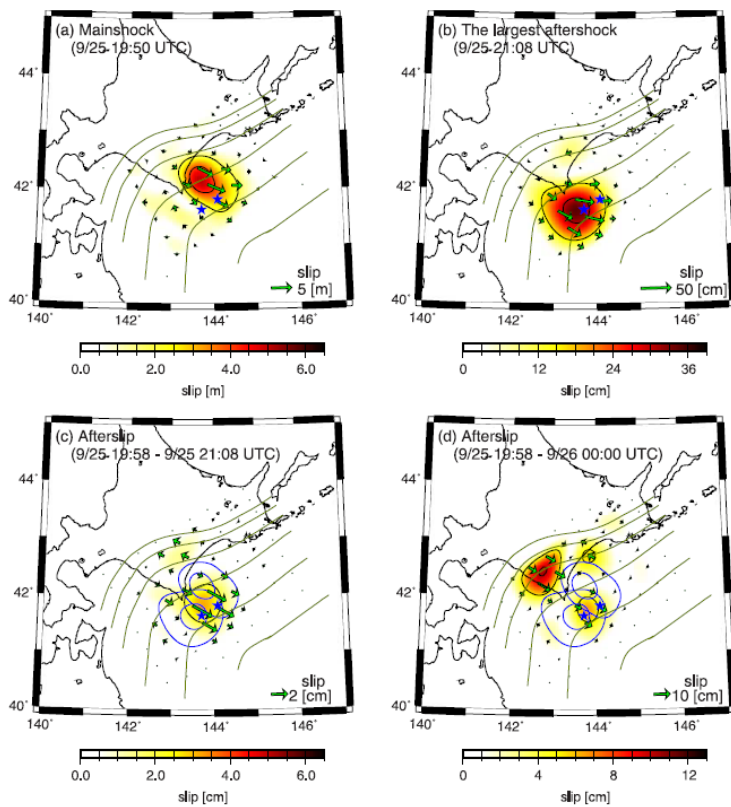 (a) Mainshock
(9/25 19:50 UTC)
44˚
42˚
40˚
140˚ 142˚ 144˚ 146˚
slip
5 [m]
0.0 2.0 4.0 6.0
slip [m]
(b) The largest aftershock
(9/25 21:08 UTC)
44˚
42˚
40˚
140˚ 142˚ 144˚ 146˚
slip
50 [cm]
0 12 24 36
slip [cm]
(c) Afterslip
(9/25 19:58 - 9/25 21:08 UTC)
44˚
42˚
40˚
140˚ 142˚ 144˚ 146˚
slip
2 [cm]
0.0 2.0 4.0 6.0
slip [cm]
(d) Afterslip
(9/25 19:58 - 9/26 00:00 UTC)
44˚
42˚
40˚
140˚ 142˚ 144˚ 146˚
slip
10 [cm]
0 4 8 12
slip [cm]